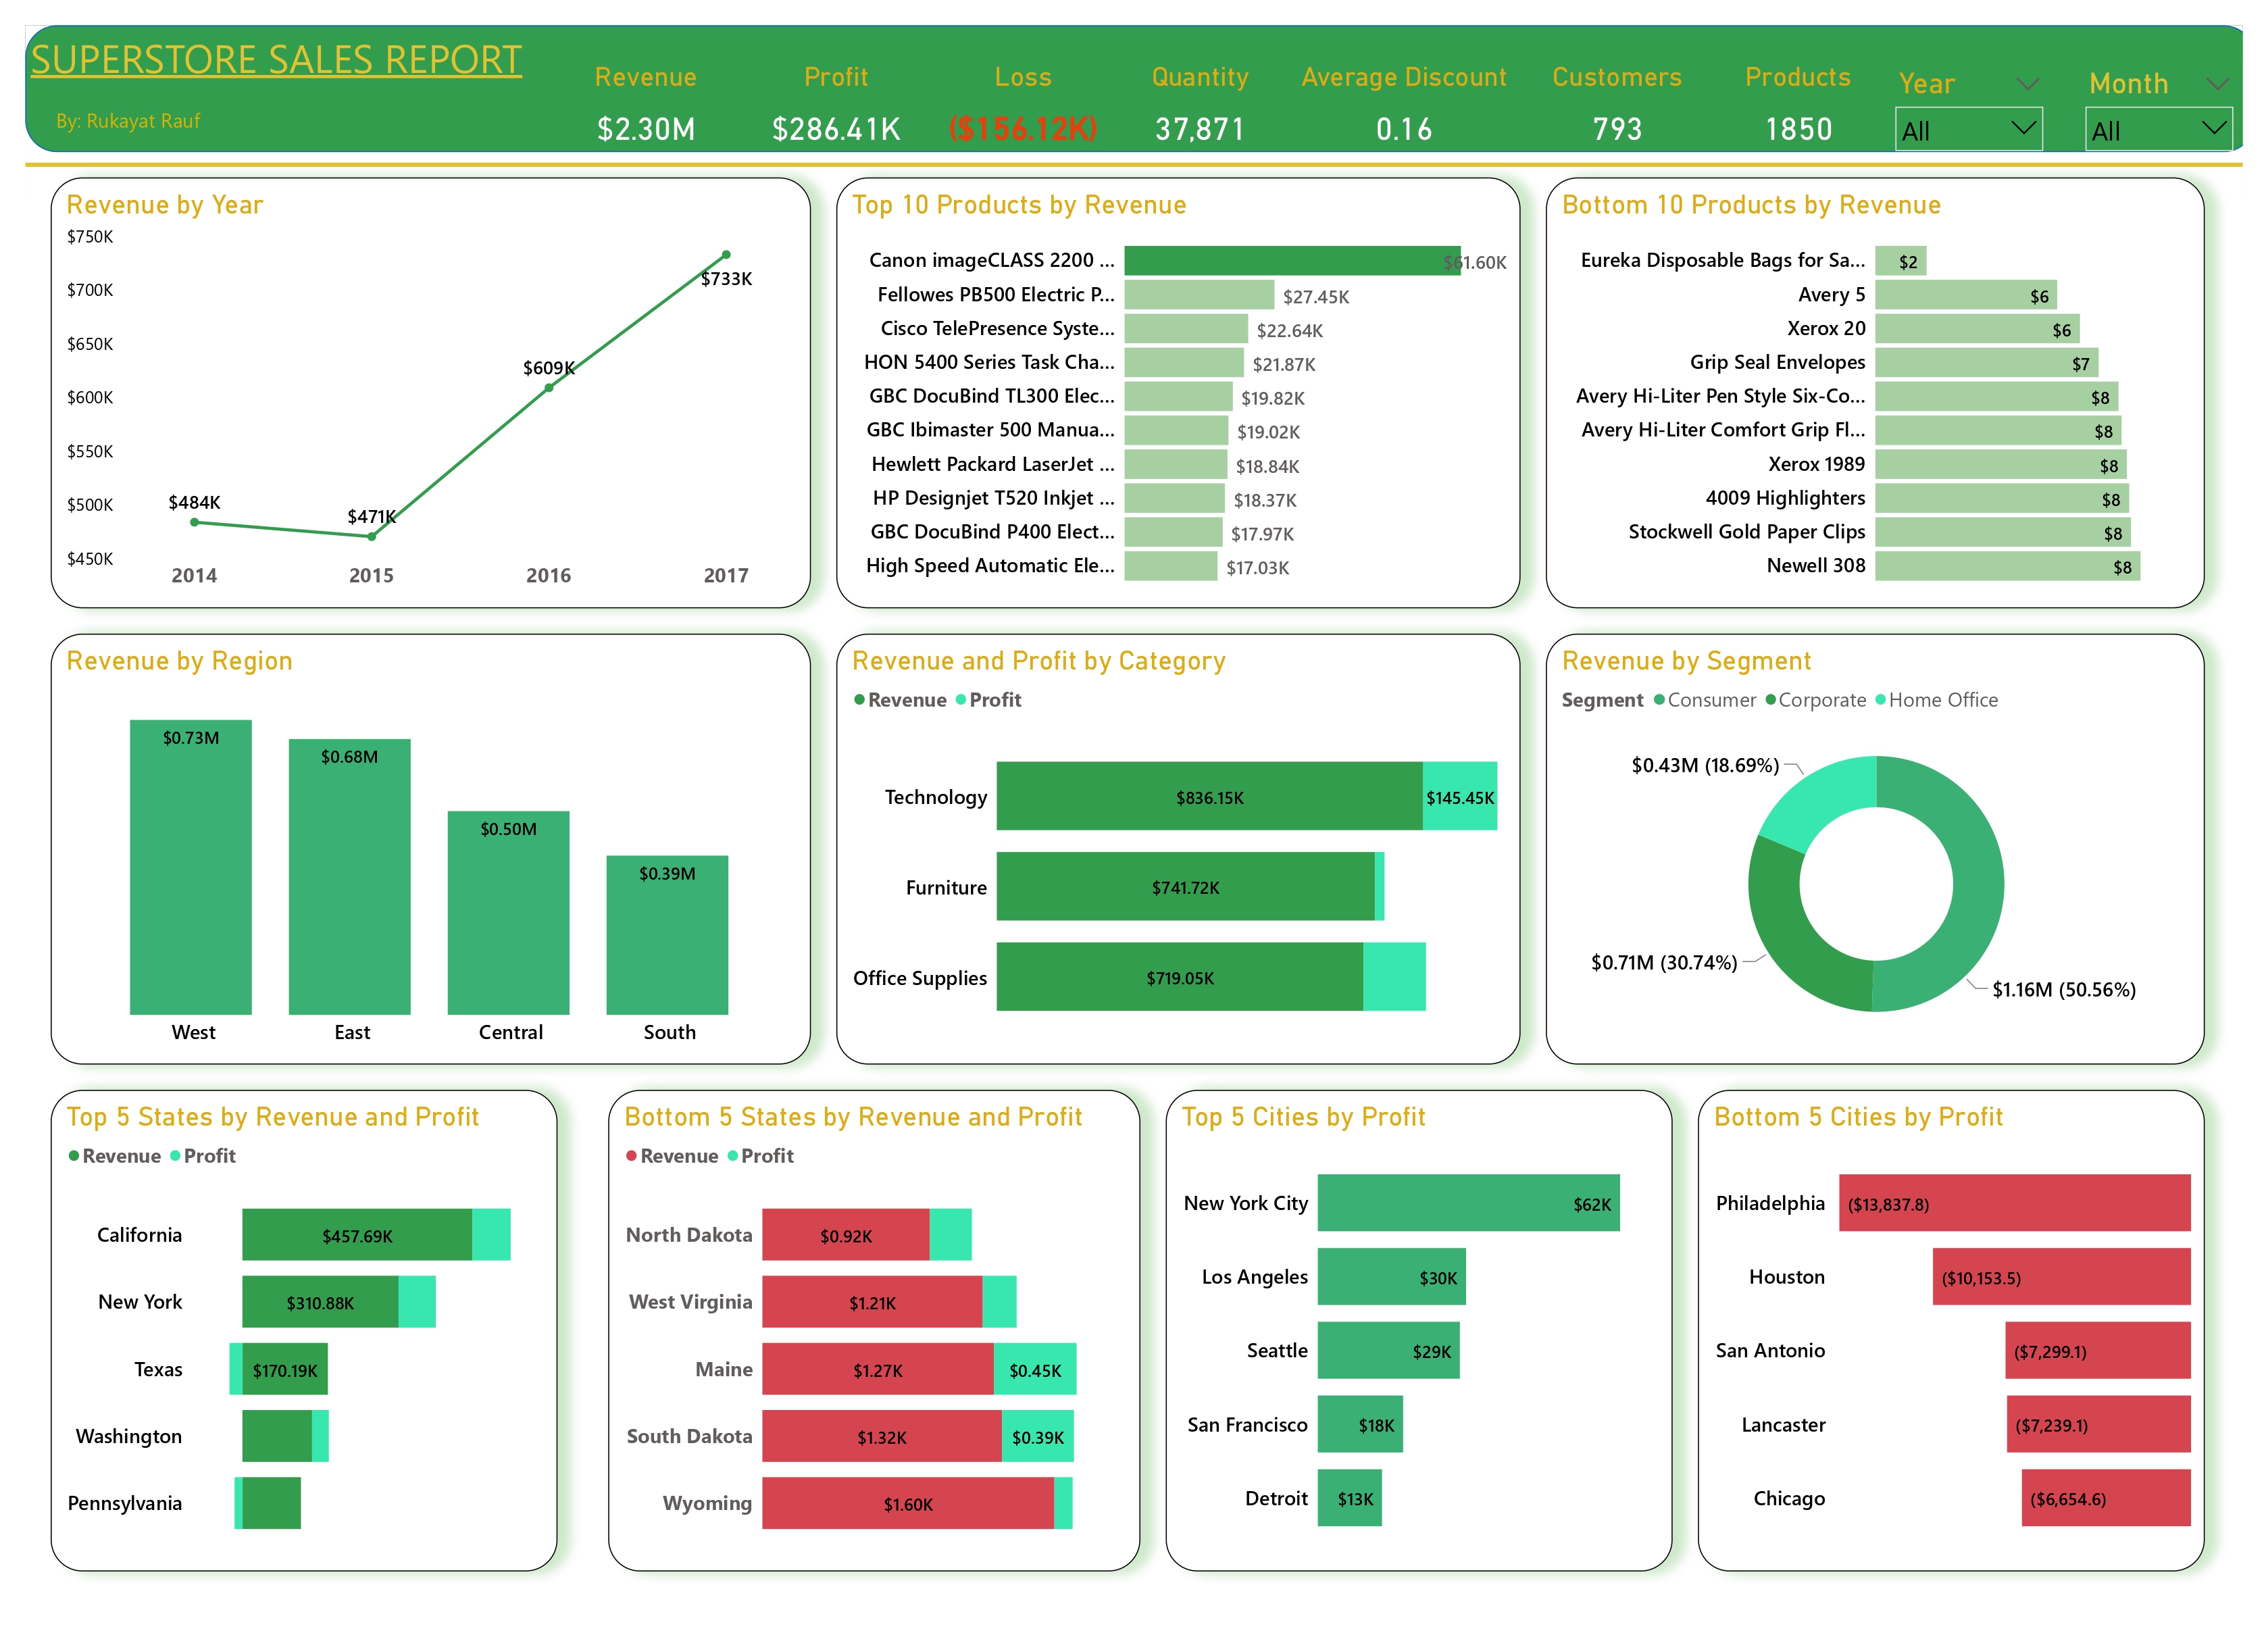 SUPERSTORE SALES REPORT
By: Rukayat Rauf
Revenue
$2.30M
Profit
$286.41K
Loss
($156.12K)
Quantity
37,871
Average Discount
0.16
Customers
793
Products
1850
Year
All
Month
All
Revenue by Year
$750K
$700K
$650K
$600K
$550K
$500K
$450K
$484K
$471K
$609K
$733K
2014 2015 2016 2017
Top 10 Products by Revenue
Canon imageCLASS 2200 ... $61.60K
Fellowes PB500 Electric P... $27.45K
Cisco TelePresence Syste... $22.64K
HON 5400 Series Task Cha... $21.87K
GBC DocuBind TL300 Elec... $19.82K
GBC Ibimaster 500 Manua... $19.02K
Hewlett Packard LaserJet ... $18.84K
HP Designjet T520 Inkjet ... $18.37K
GBC DocuBind P400 Elect... $17.97K
High Speed Automatic Ele... $17.03K
Bottom 10 Products by Revenue
Eureka Disposable Bags for Sa... $2
Avery 5 $6
Xerox 20 $6
Grip Seal Envelopes $7
Avery Hi-Liter Pen Style Six-Co... $8
Avery Hi-Liter Comfort Grip Fl... $8
Xerox 1989 $8
4009 Highlighters $8
Stockwell Gold Paper Clips $8
Newell 308 $8
Revenue by Region
$0.73M $0.68M $0.50M $0.39M
West East Central South
Revenue and Profit by Category
Revenue Profit
Technology $836.15K $145.45K
Furniture $741.72K
Office Supplies $719.05K
Revenue by Segment
Segment Consumer Corporate Home Office
$0.43M (18.69%)
$0.71M (30.74%)
$1.16M (50.56%)
Top 5 States by Revenue and Profit
Revenue Profit
California $457.69K
New York $310.88K
Texas $170.19K
Washington
Pennsylvania
Bottom 5 States by Revenue and Profit
Revenue Profit
North Dakota $0.92K
West Virginia $1.21K
Maine $1.27K $0.45K
South Dakota $1.32K $0.39K
Wyoming $1.60K
Top 5 Cities by Profit
New York City $62K
Los Angeles $30K
Seattle $29K
San Francisco $18K
Detroit $13K
Bottom 5 Cities by Profit
Philadelphia ($13,837.8)
Houston ($10,153.5)
San Antonio ($7,299.1)
Lancaster ($7,239.1)
Chicago ($6,654.6)